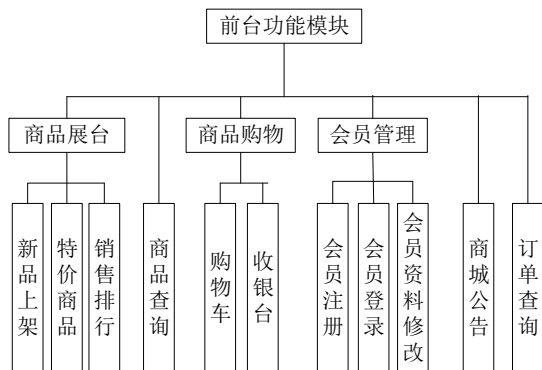 前台功能模块
商品展台
商品购物
会员管理
新品上架
特价商品
销售排行
商品查询
购物车
收银台
会员注册
会员登录
会员资料修改
商城公告
订单查询